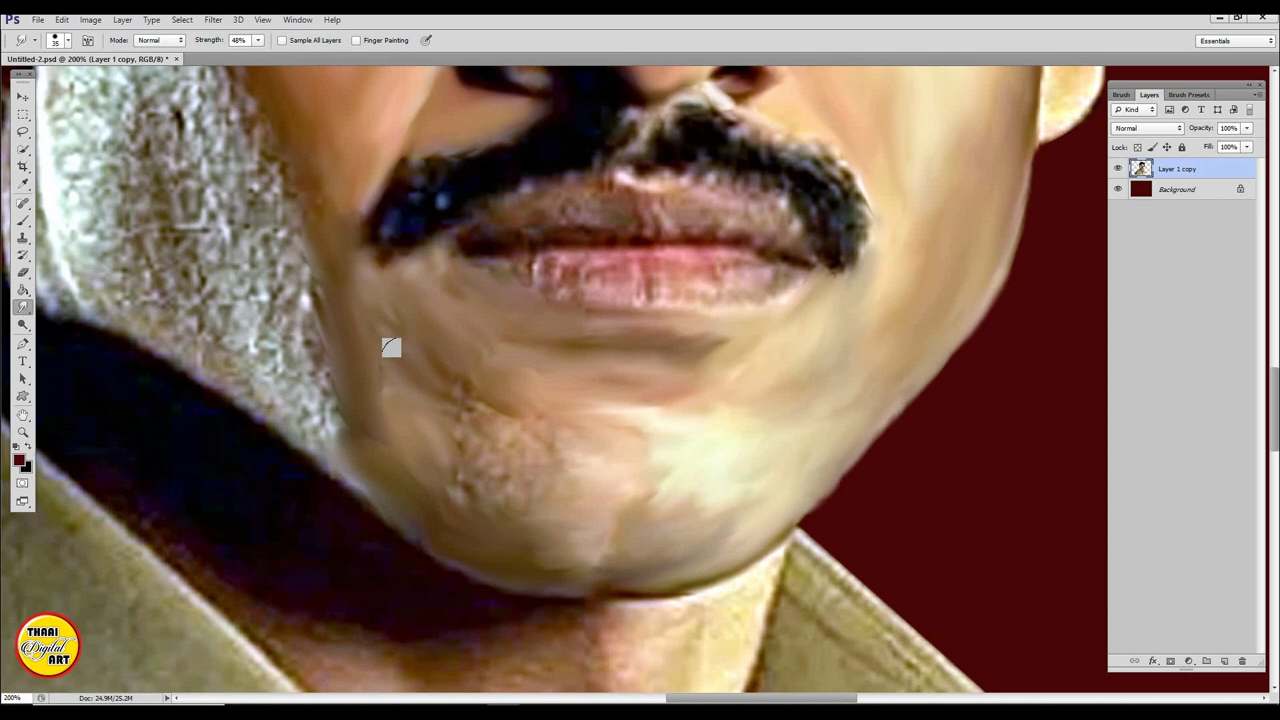 Ps File Edit Image Layer Type Select Filter 3D View Window Help
35 Mode: Normal Strength: 48% Sample All Layers Finger Painting Essentials
Untitled-2.psd @ 200% (Layer 1 copy, RGB/8) * ×
Brush Layers Brush Presets
Kind
Normal Opacity: 100%
Lock: Fill: 100%
Layer 1 copy
Background
THAAI
Digital
ART
200% Doc: 24.9M/25.2M